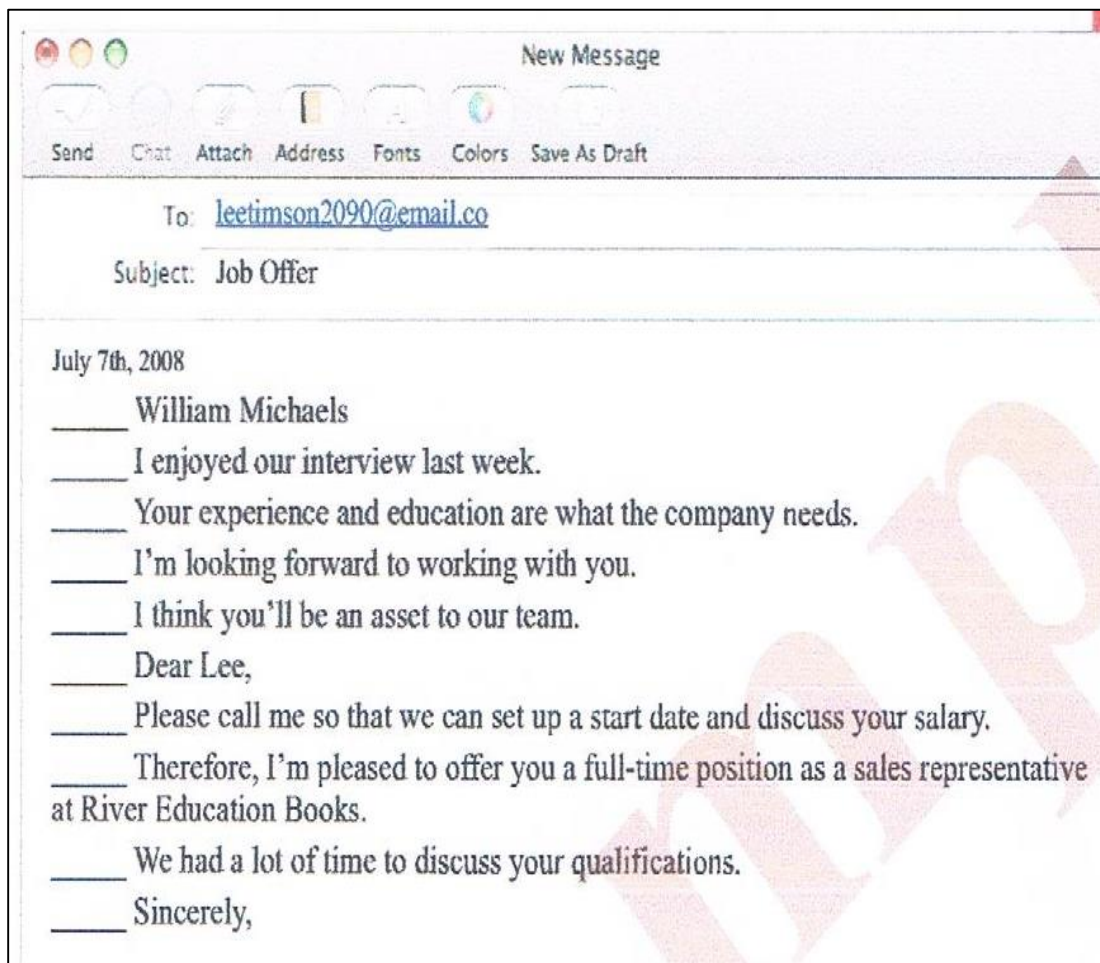 New Message
Send Chat Attach Address Fonts Colors Save As Draft
To: leetimson2090@email.co
Subject: Job Offer
July 7th, 2008
_____ William Michaels
_____ I enjoyed our interview last week.
_____ Your experience and education are what the company needs.
_____ I'm looking forward to working with you.
_____ I think you'll be an asset to our team.
_____ Dear Lee,
_____ Please call me so that we can set up a start date and discuss your salary.
_____ Therefore, I'm pleased to offer you a full-time position as a sales representative
at River Education Books.
_____ We had a lot of time to discuss your qualifications.
_____ Sincerely,